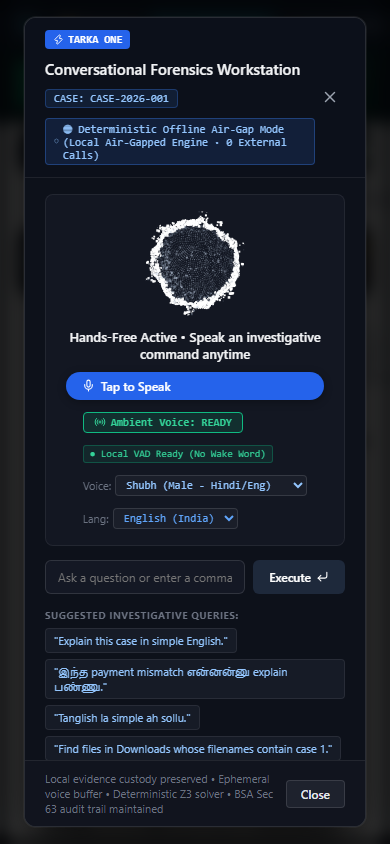 TARKA ONE
Conversational Forensics Workstation
CASE: CASE-2026-001
Deterministic Offline Air-Gap Mode
(Local Air-Gapped Engine · 0 External
Calls)
Hands-Free Active • Speak an investigative
command anytime
Tap to Speak
Ambient Voice: READY
Local VAD Ready (No Wake Word)
Voice: Shubh (Male - Hindi/Eng)
Lang: English (India)
Ask a question or enter a comma
Execute
SUGGESTED INVESTIGATIVE QUERIES:
"Explain this case in simple English."
"இந்த payment mismatch என்னன்னு explain
பண்ணு."
"Tanglish la simple ah sollu."
"Find files in Downloads whose filenames contain case 1."
Local evidence custody preserved • Ephemeral
voice buffer • Deterministic Z3 solver • BSA Sec
63 audit trail maintained
Close